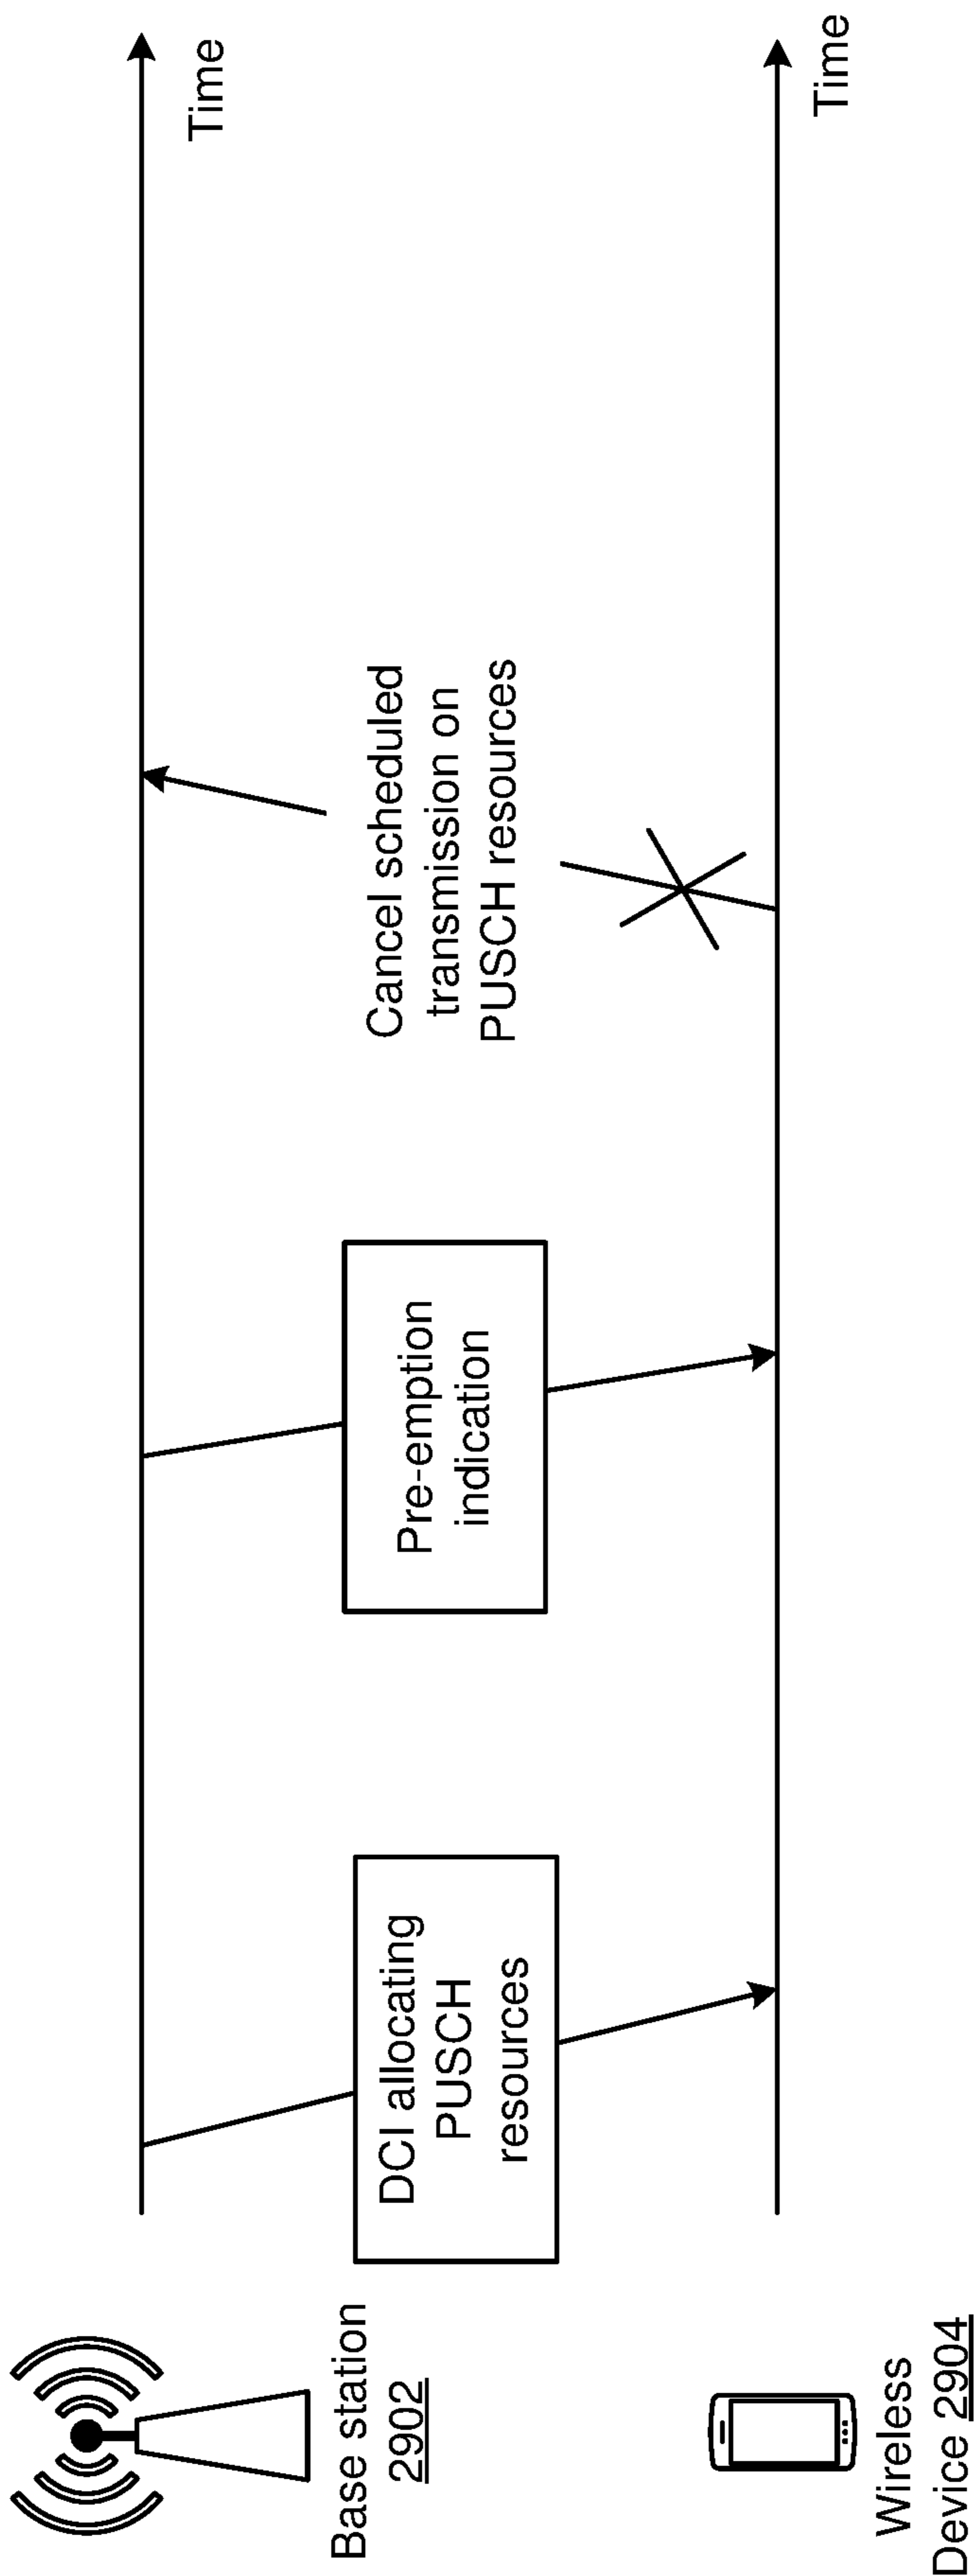 Base station
2902
DCI allocating
PUSCH
resources
Pre-emption
indication
Cancel scheduled
transmission on
PUSCH resources
Time
Wireless
Device 2904
Time